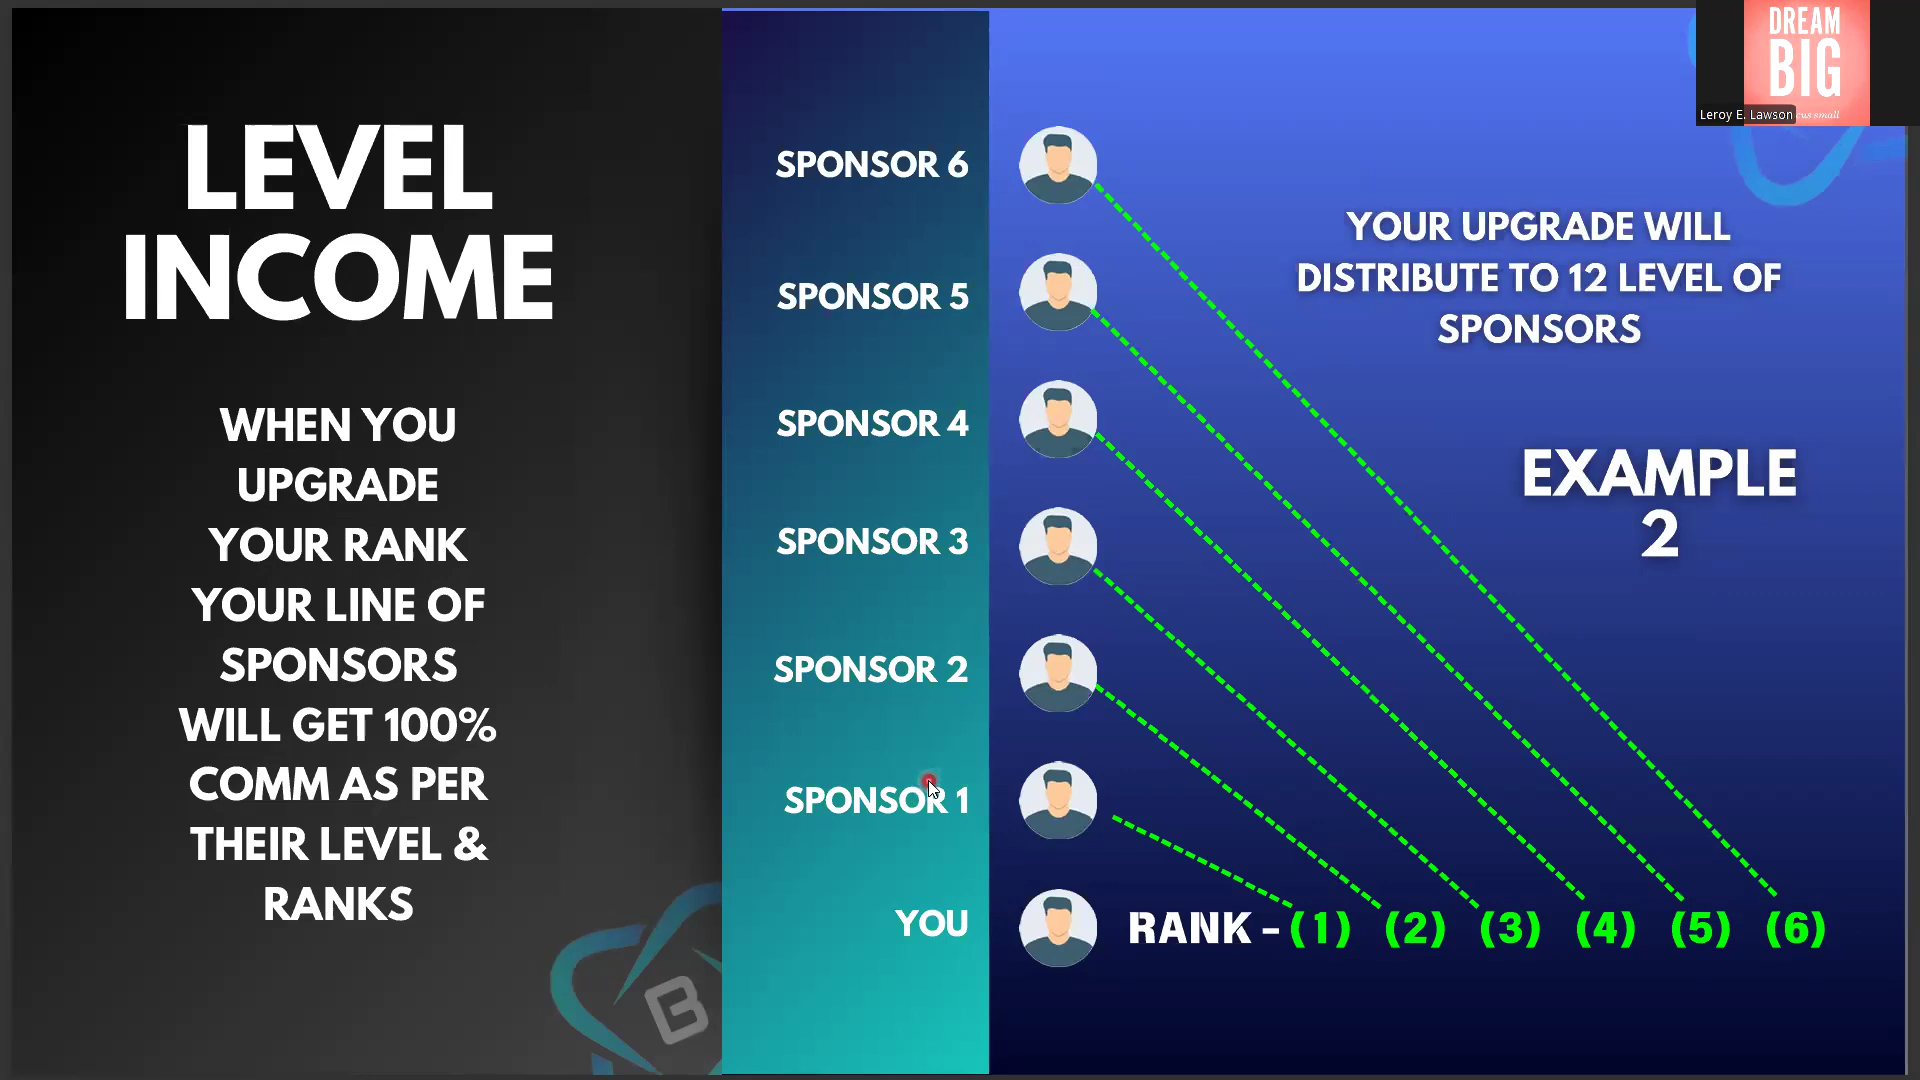 LEVEL
INCOME
WHEN YOU
UPGRADE
YOUR RANK
YOUR LINE OF
SPONSORS
WILL GET 100%
COMM AS PER
THEIR LEVEL &
RANKS
SPONSOR 6
SPONSOR 5
SPONSOR 4
SPONSOR 3
SPONSOR 2
SPONSOR 1
YOU
YOUR UPGRADE WILL
DISTRIBUTE TO 12 LEVEL OF
SPONSORS
EXAMPLE
2
RANK - (1) (2) (3) (4) (5) (6)
DREAM
BIG
Leroy E. Lawson
small
B